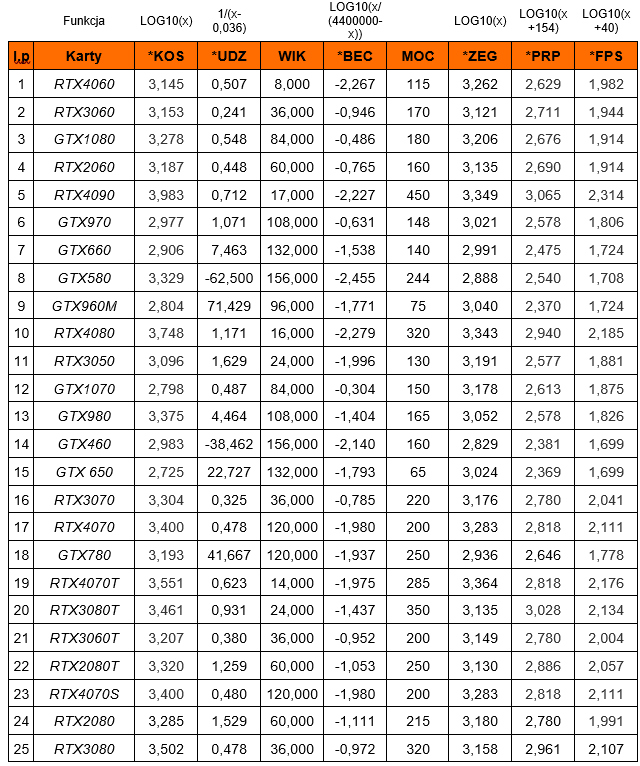 Funkcja LOG10(x) 1/(x-0,036) LOG10(x/(4400000-x)) LOG10(x) LOG10(x+154) LOG10(x+40)
l.p Karty *KOS *UDZ WIK *BEC MOC *ZEG *PRP *FPS
1 RTX4060 3,145 0,507 8,000 -2,267 115 3,262 2,629 1,982
2 RTX3060 3,153 0,241 36,000 -0,946 170 3,121 2,711 1,944
3 GTX1080 3,278 0,548 84,000 -0,486 180 3,206 2,676 1,914
4 RTX2060 3,187 0,448 60,000 -0,765 160 3,135 2,690 1,914
5 RTX4090 3,983 0,712 17,000 -2,227 450 3,349 3,065 2,314
6 GTX970 2,977 1,071 108,000 -0,631 148 3,021 2,578 1,806
7 GTX660 2,906 7,463 132,000 -1,538 140 2,991 2,475 1,724
8 GTX580 3,329 -62,500 156,000 -2,455 244 2,888 2,540 1,708
9 GTX960M 2,804 71,429 96,000 -1,771 75 3,040 2,370 1,724
10 RTX4080 3,748 1,171 16,000 -2,279 320 3,343 2,940 2,185
11 RTX3050 3,096 1,629 24,000 -1,996 130 3,191 2,577 1,881
12 GTX1070 2,798 0,487 84,000 -0,304 150 3,178 2,613 1,875
13 GTX980 3,375 4,464 108,000 -1,404 165 3,052 2,578 1,826
14 GTX460 2,983 -38,462 156,000 -2,140 160 2,829 2,381 1,699
15 GTX 650 2,725 22,727 132,000 -1,793 65 3,024 2,369 1,699
16 RTX3070 3,304 0,325 36,000 -0,785 220 3,176 2,780 2,041
17 RTX4070 3,400 0,478 120,000 -1,980 200 3,283 2,818 2,111
18 GTX780 3,193 41,667 120,000 -1,937 250 2,936 2,646 1,778
19 RTX4070T 3,551 0,623 14,000 -1,975 285 3,364 2,818 2,176
20 RTX3080T 3,461 0,931 24,000 -1,437 350 3,135 3,028 2,134
21 RTX3060T 3,207 0,380 36,000 -0,952 200 3,149 2,780 2,004
22 RTX2080T 3,320 1,259 60,000 -1,053 250 3,130 2,886 2,057
23 RTX4070S 3,400 0,480 120,000 -1,980 200 3,283 2,818 2,111
24 RTX2080 3,285 1,529 60,000 -1,111 215 3,180 2,780 1,991
25 RTX3080 3,502 0,478 36,000 -0,972 320 3,158 2,961 2,107